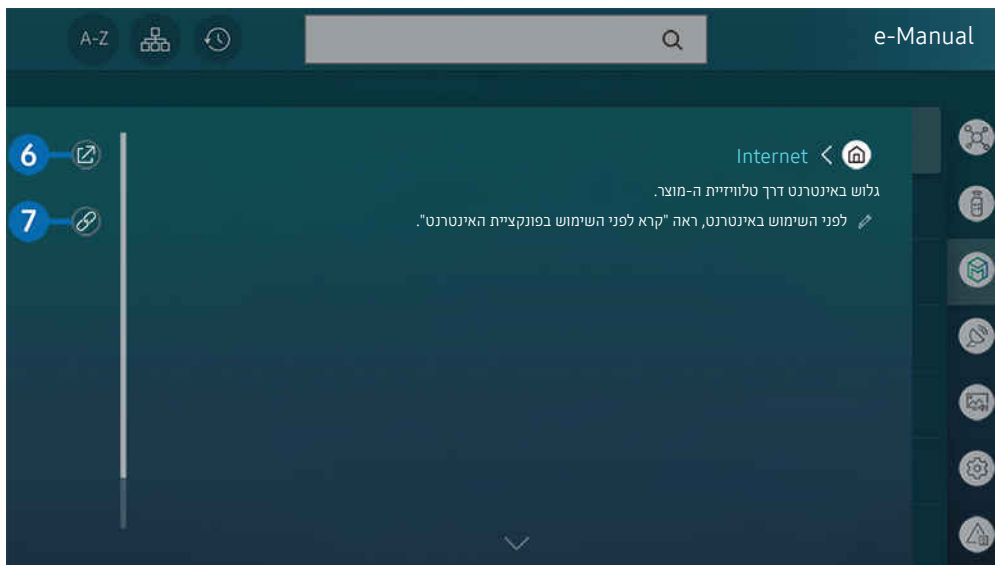 e-Manual
A-Z
Internet
גלוש באינטרנט דרך טלוויזיית ה-מוצר.
לפני השימוש באינטרנט, ראה "קרא לפני השימוש בפונקציית האינטרנט".
6
7